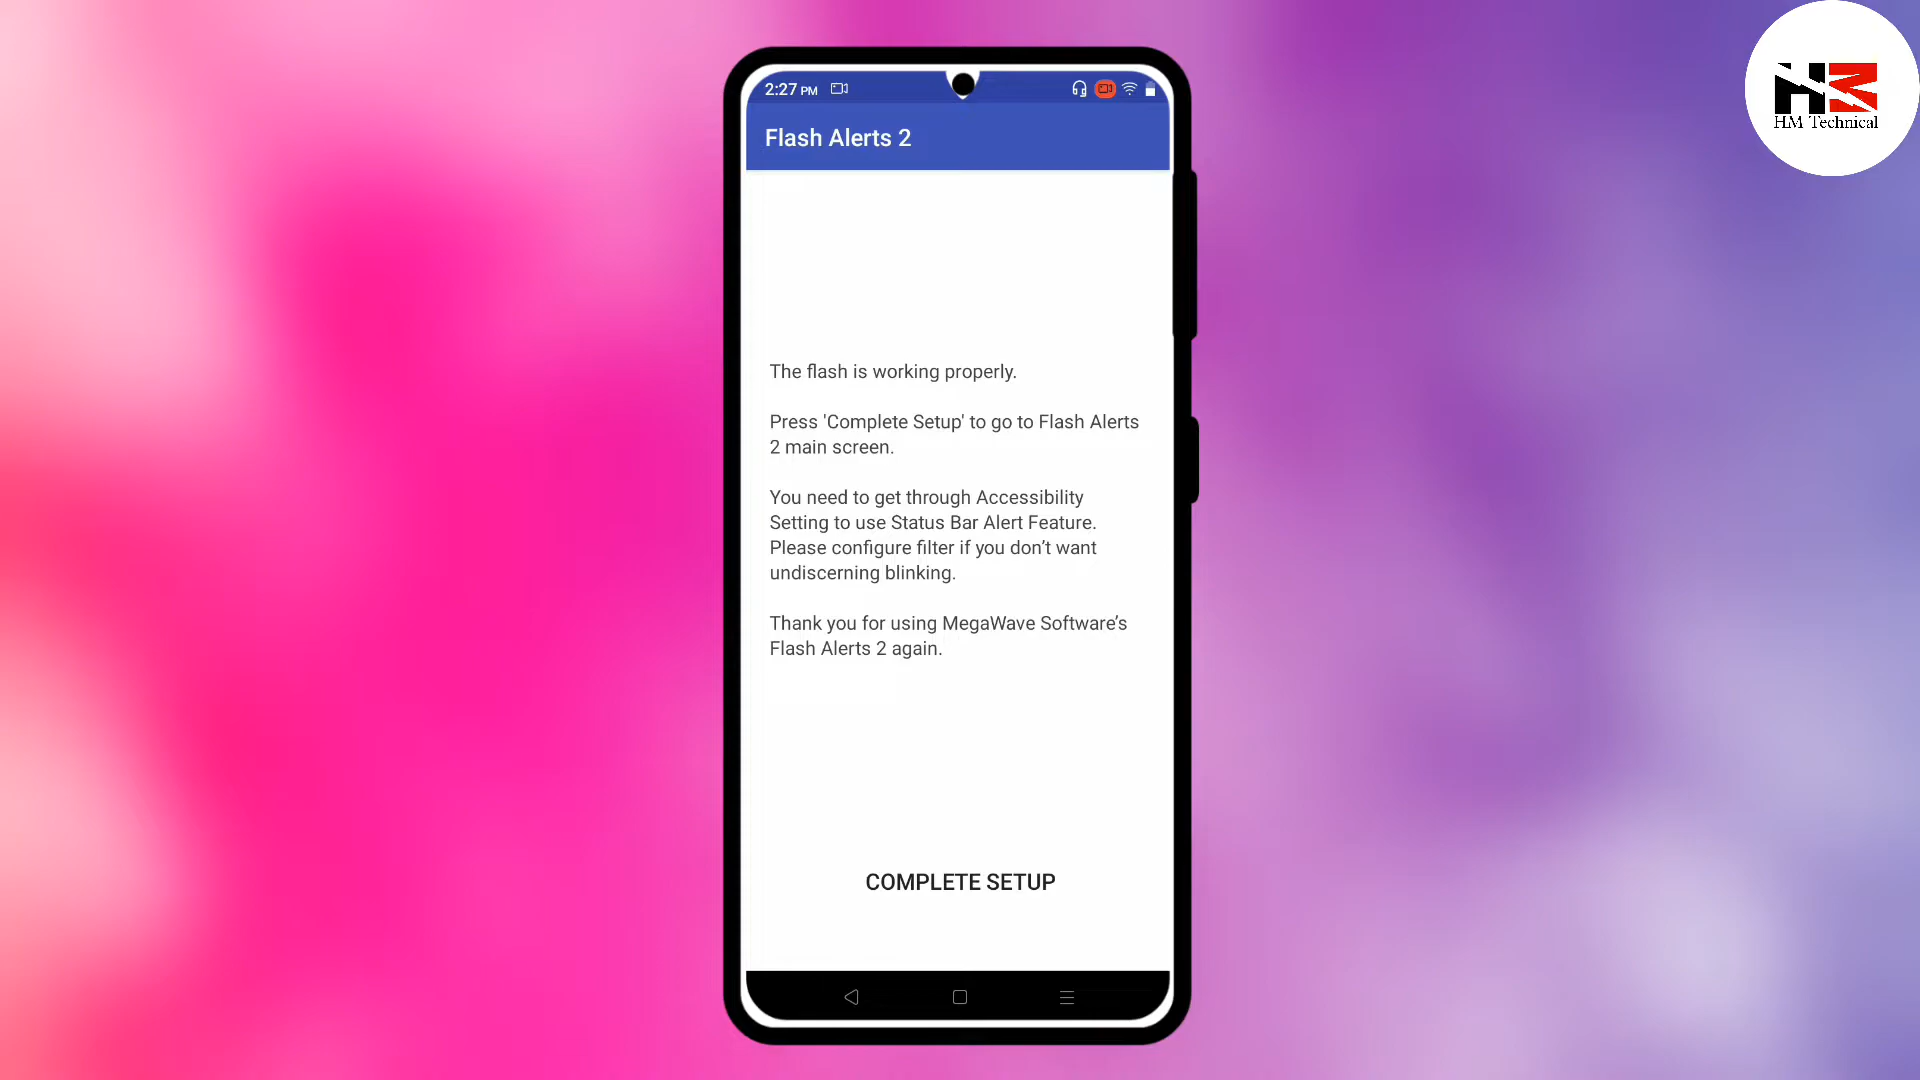 HM Technical
2:27 PM
Flash Alerts 2
The flash is working properly.
Press 'Complete Setup' to go to Flash Alerts
2 main screen.
You need to get through Accessibility
Setting to use Status Bar Alert Feature.
Please configure filter if you don’t want
undiscerning blinking.
Thank you for using MegaWave Software’s
Flash Alerts 2 again.
COMPLETE SETUP